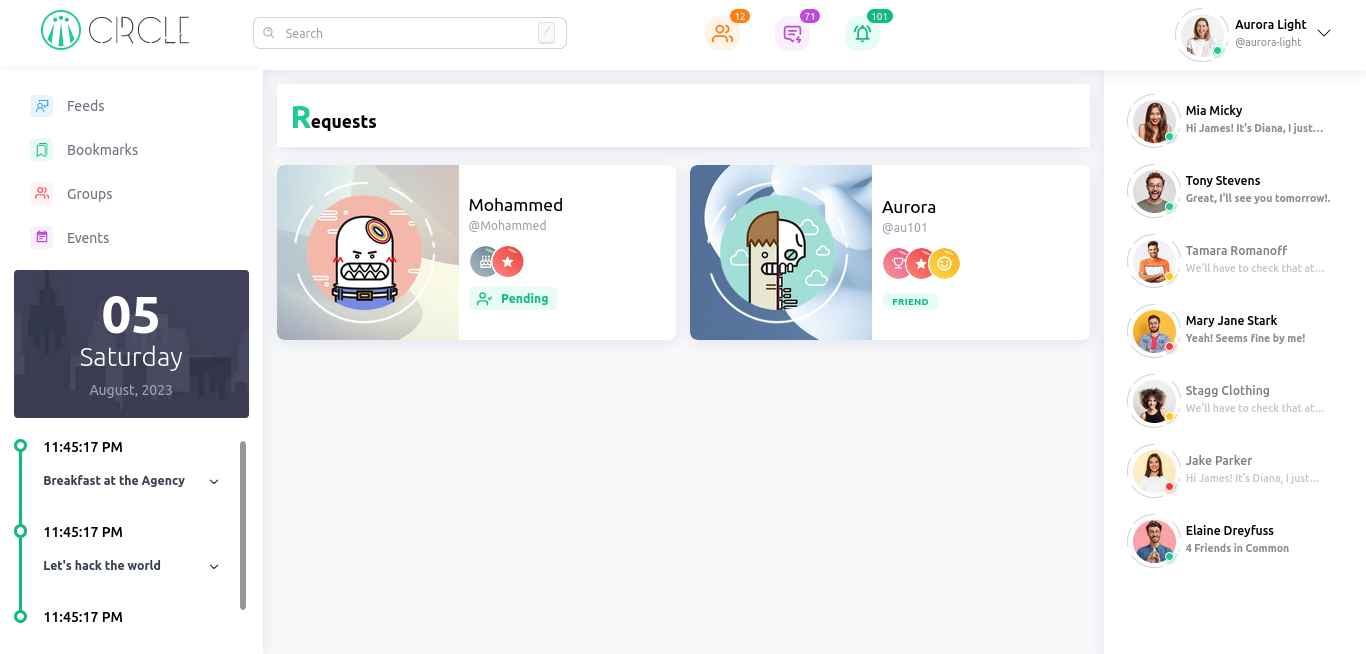 CIRCLE
Search
/
12
71
101
Aurora Light
@aurora-light
Feeds
Bookmarks
Groups
Events
05
Saturday
August, 2023
11:45:17 PM
Breakfast at the Agency
11:45:17 PM
Let's hack the world
11:45:17 PM
Requests
Mohammed
@Mohammed
Pending
Aurora
@au101
FRIEND
Mia Micky
Hi James! It's Diana, I just...
Tony Stevens
Great, I'll see you tomorrow!.
Tamara Romanoff
We'll have to check that at...
Mary Jane Stark
Yeah! Seems fine by me!
Stagg Clothing
We'll have to check that at...
Jake Parker
Hi James! It's Diana, I just...
Elaine Dreyfuss
4 Friends in Common